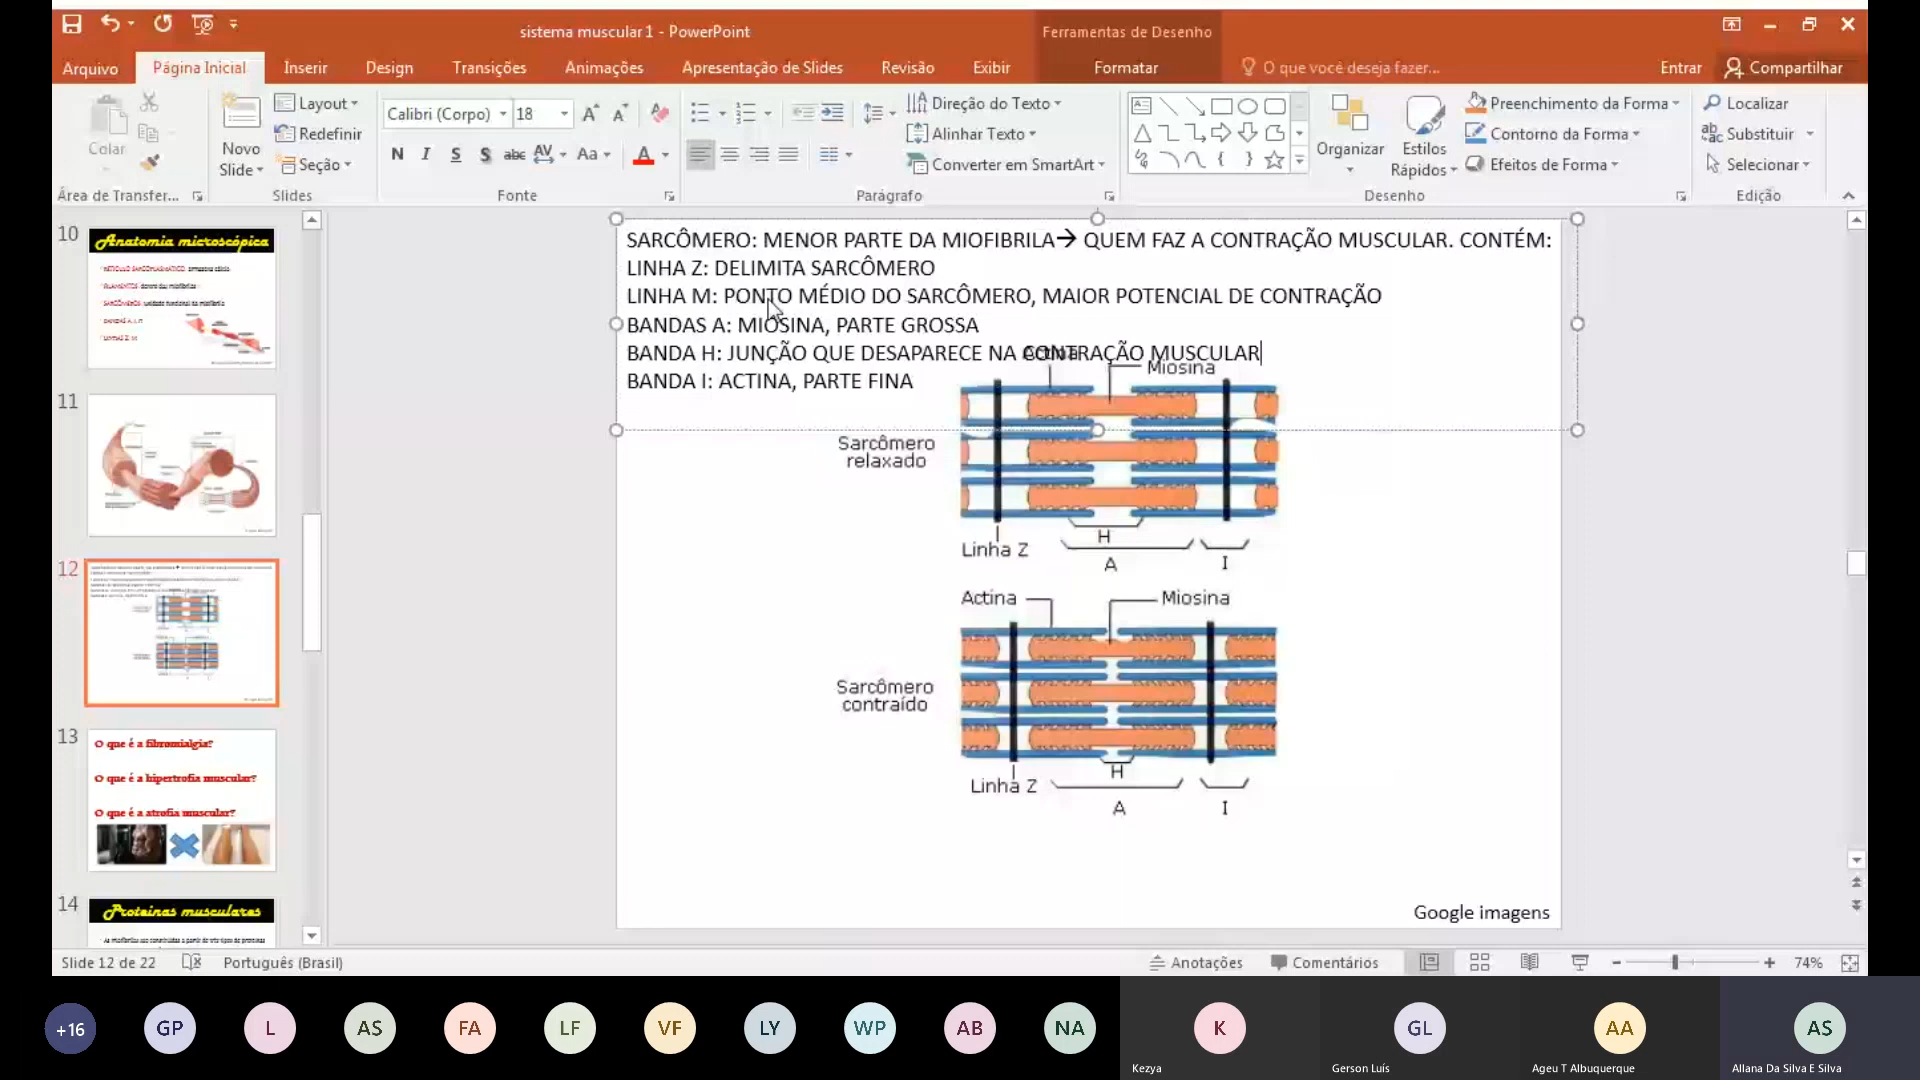 sistema muscular 1 - PowerPoint
Ferramentas de Desenho
Arquivo
Página Inicial
Inserir
Design
Transições
Animações
Apresentação de Slides
Revisão
Exibir
Formatar
O que você deseja fazer...
Entrar
Compartilhar
Colar
Novo
Slide
Layout
Redefinir
Seção
Calibri (Corpo)
18
N I S S abc AV Aa A
Direção do Texto
Alinhar Texto
Converter em SmartArt
Organizar
Estilos
Rápidos
Preenchimento da Forma
Contorno da Forma
Efeitos de Forma
Localizar
Substituir
Selecionar
Área de Transfer...
Slides
Fonte
Parágrafo
Desenho
Edição
10
Anatomia microscópica
11
12
13
O que é a fibromialgia?
O que é a hipertrofia muscular?
O que é a atrofia muscular?
14
Proteínas musculares
SARCÔMERO: MENOR PARTE DA MIOFIBRILA→ QUEM FAZ A CONTRAÇÃO MUSCULAR. CONTÉM:
LINHA Z: DELIMITA SARCÔMERO
LINHA M: PONTO MÉDIO DO SARCÔMERO, MAIOR POTENCIAL DE CONTRAÇÃO
BANDAS A: MIOSINA, PARTE GROSSA
BANDA H: JUNÇÃO QUE DESAPARECE NA CONTRAÇÃO MUSCULAR
BANDA I: ACTINA, PARTE FINA
Actina
Miosina
Sarcômero
relaxado
Linha Z
H
A
I
Actina
Miosina
Sarcômero
contraído
Linha Z
H
A
I
Google imagens
Slide 12 de 22
Português (Brasil)
Anotações
Comentários
74%
+16
GP
L
AS
FA
LF
VF
LY
WP
AB
NA
K
Kezya
GL
Gerson Luís
AA
Ageu T Albuquerque
AS
Allana Da Silva E Silva